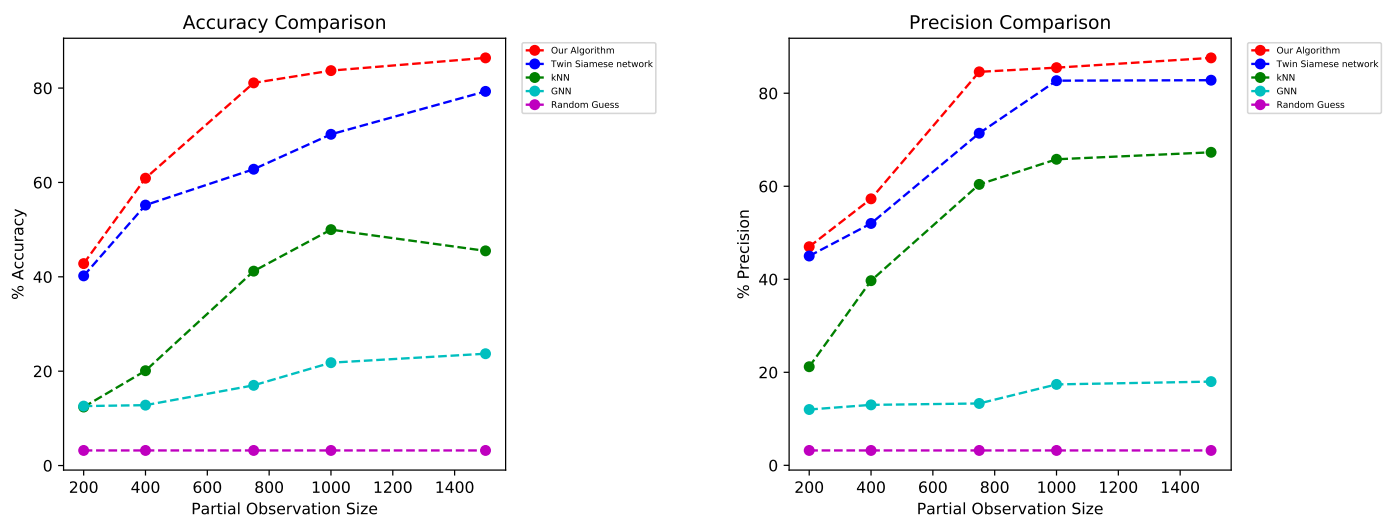 Accuracy Comparison
% Accuracy
80
60
40
20
0
200 400 600 800 1000 1200 1400
Partial Observation Size
Our Algorithm
Twin Siamese network
kNN
GNN
Random Guess
Precision Comparison
% Precision
80
60
40
20
0
200 400 600 800 1000 1200 1400
Partial Observation Size
Our Algorithm
Twin Siamese network
kNN
GNN
Random Guess